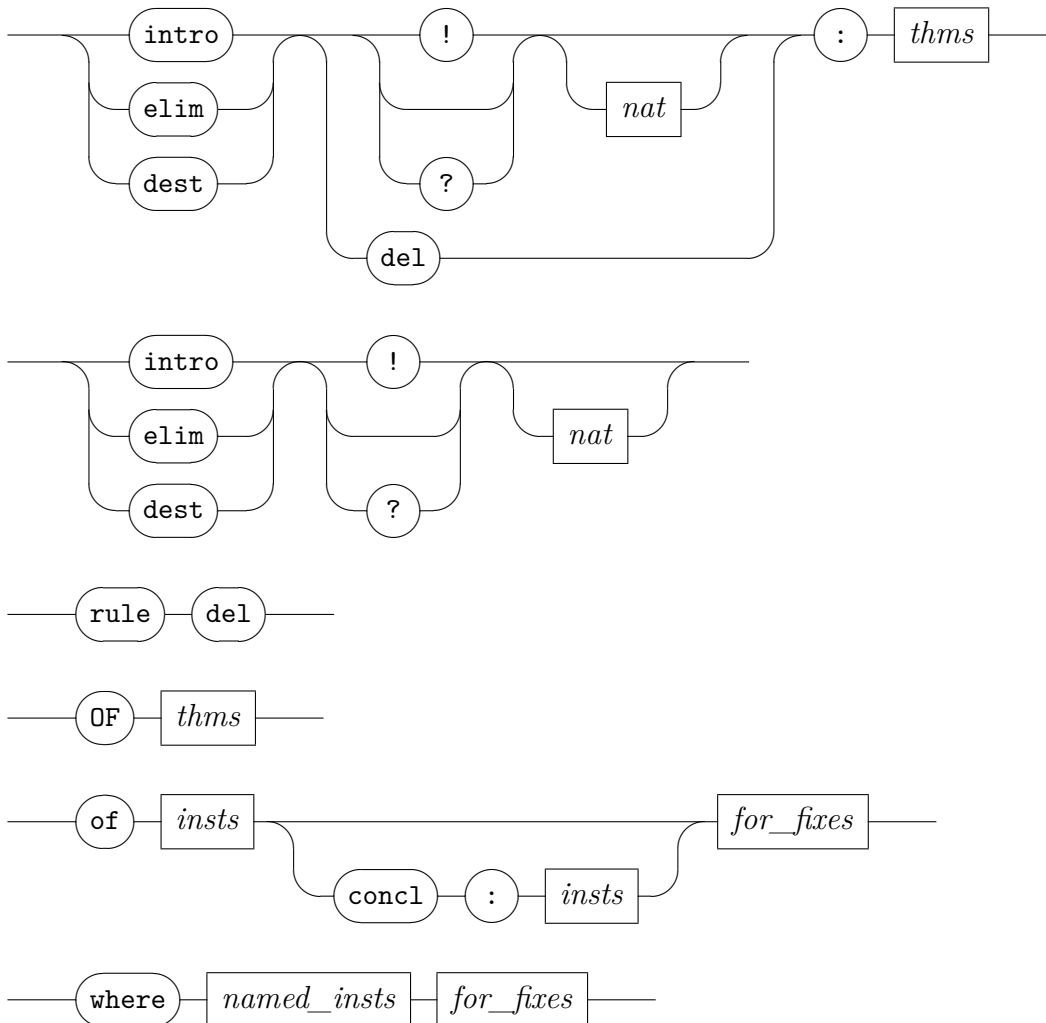 intro ! : thms
elim nat
dest ?
del
intro !
elim nat
dest ?
rule del
OF thms
of insts for_fixes
concl : insts
where named_insts for_fixes